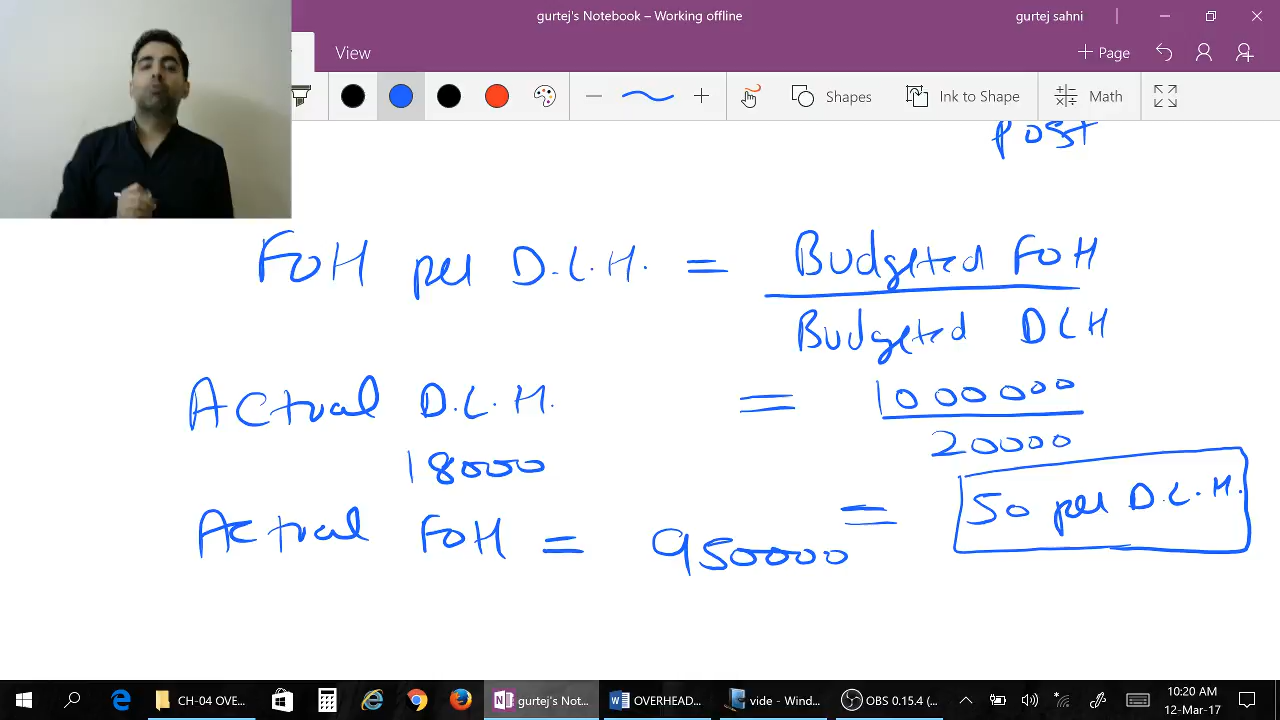 gurtej's Notebook – Working offline
gurtej sahni
View
Page
Shapes
Ink to Shape
Math
post
FOH per D.L.H. = Budgeted FOH
Budgeted DLH
Actual D.L.H. = 1000000
20000
18000
= 50 per D.L.H.
Actual FOH = 950000
CH-04 OVE...
gurtej's Not...
OVERHEAD...
vide - Wind...
OBS 0.15.4 (...
10:20 AM
12-Mar-17